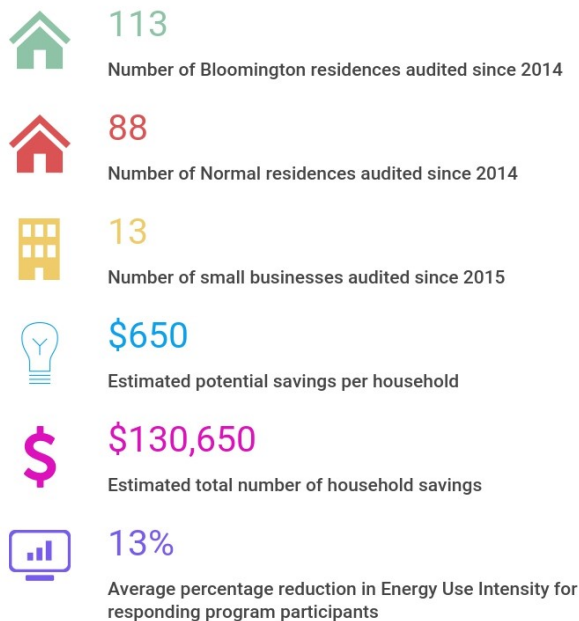 113
Number of Bloomington residences audited since 2014
88
Number of Normal residences audited since 2014
13
Number of small businesses audited since 2015
$650
Estimated potential savings per household
$
$130,650
Estimated total number of household savings
13%
Average percentage reduction in Energy Use Intensity for
responding program participants